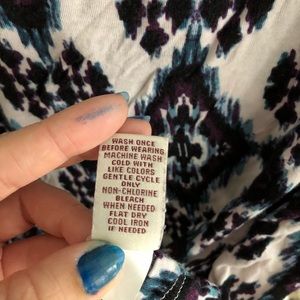 WASH ONCE
BEFORE WEARING
MACHINE WASH
COLD WITH
LIKE COLORS
GENTLE CYCLE
ONLY
NON-CHLORINE
BLEACH
WHEN NEEDED
FLAT DRY
COOL IRON
IF NEEDED